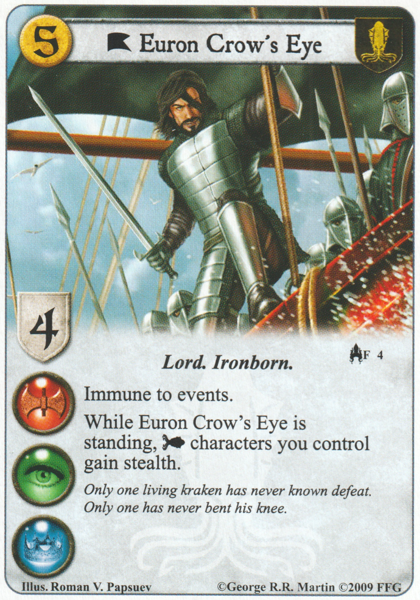 5
Euron Crow's Eye
4
Lord. Ironborn.
F 4
Immune to events.
While Euron Crow's Eye is
standing, characters you control
gain stealth.
Only one living kraken has never known defeat.
Only one has never bent his knee.
Illus. Roman V. Papsuev ©George R.R. Martin ©2009 FFG